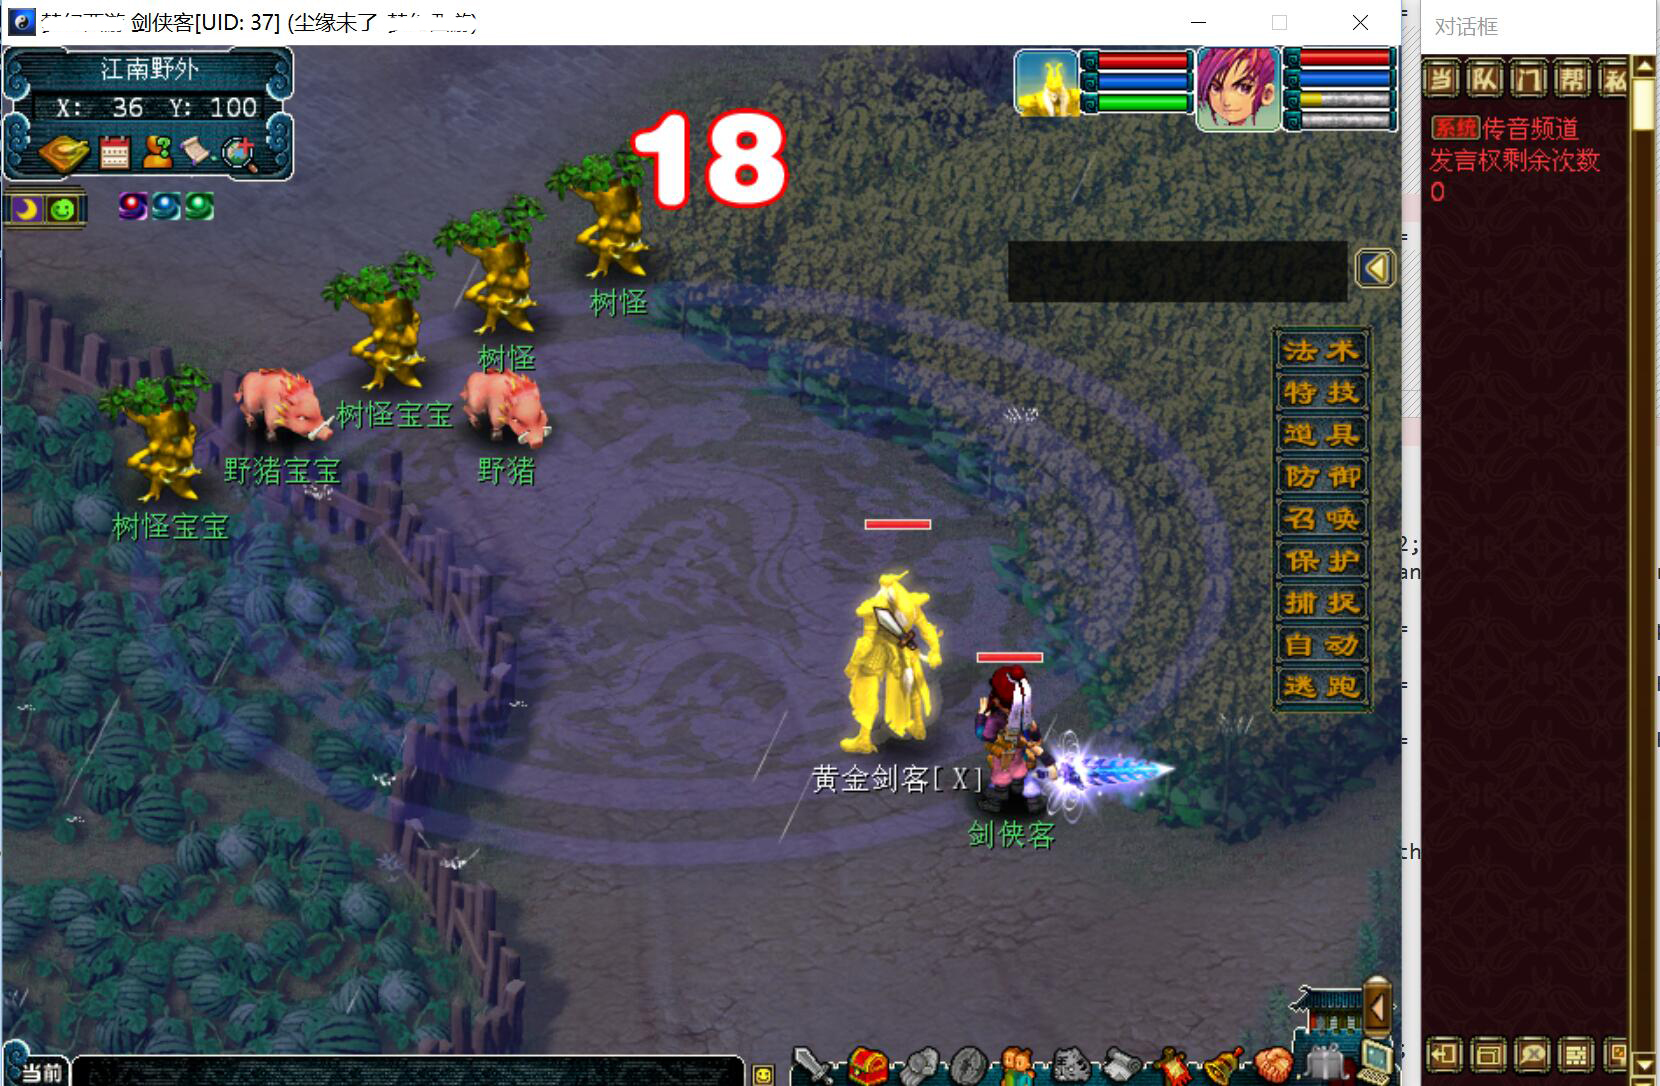 剑侠客[UID: 37] (尘缘未了
对话框
江南野外
X: 36 Y: 100
18
当 队 门 帮 私
系统 传音频道
发言权剩余次数
0
树怪
树怪
树怪宝宝
野猪宝宝
野猪
树怪宝宝
法术
特技
道具
防御
召唤
保护
捕捉
自动
逃跑
2;
an
th
黄金剑客[X]
剑侠客
当前